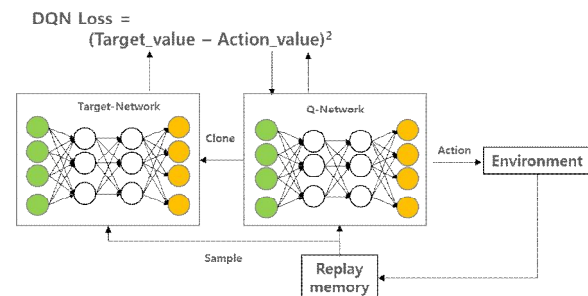 DQN Loss =
(Target_value – Action_value)²
Target-Network
Q-Network
Clone
Action
Environment
Sample
Replay
memory